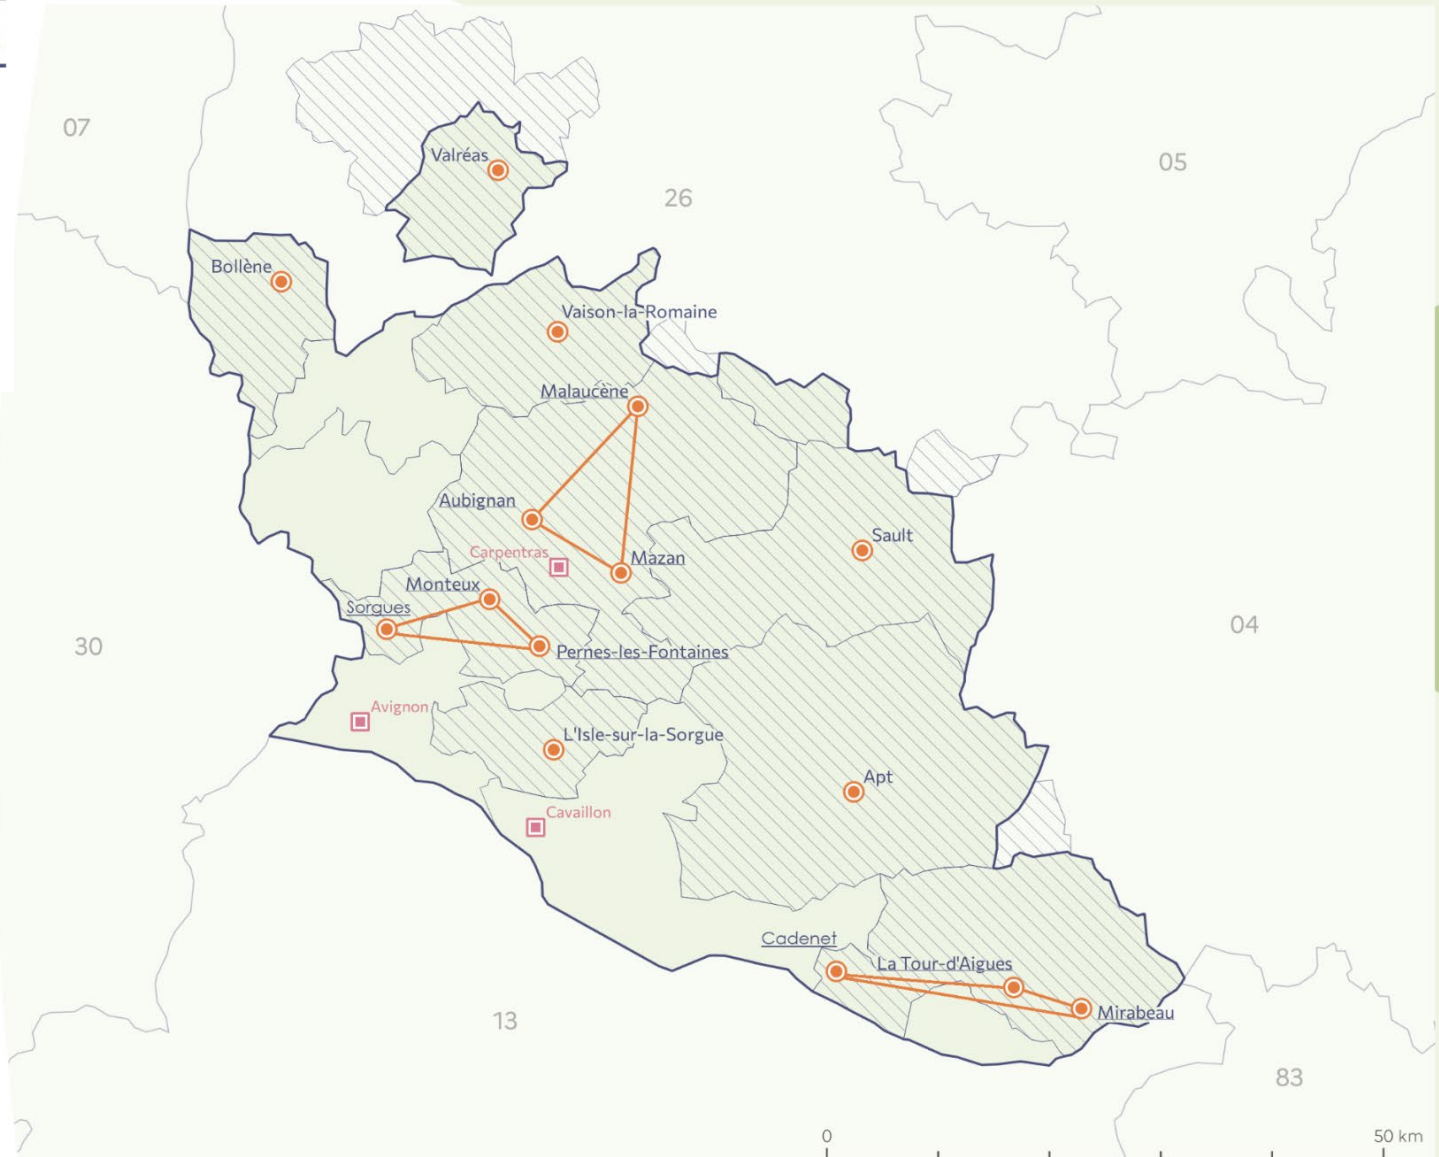 07
05
Valréas
26
Bollène
Vaison-la-Romaine
Malaucène
Aubignan
Sault
Carpentras
Mazan
Monteux
Sorgues
04
30
Pernes-les-Fontaines
Avignon
L'Isle-sur-la-Sorgue
Apt
Cavaillon
Cadenet
La Tour-d'Aigues
Mirabeau
13
83
0
50 km